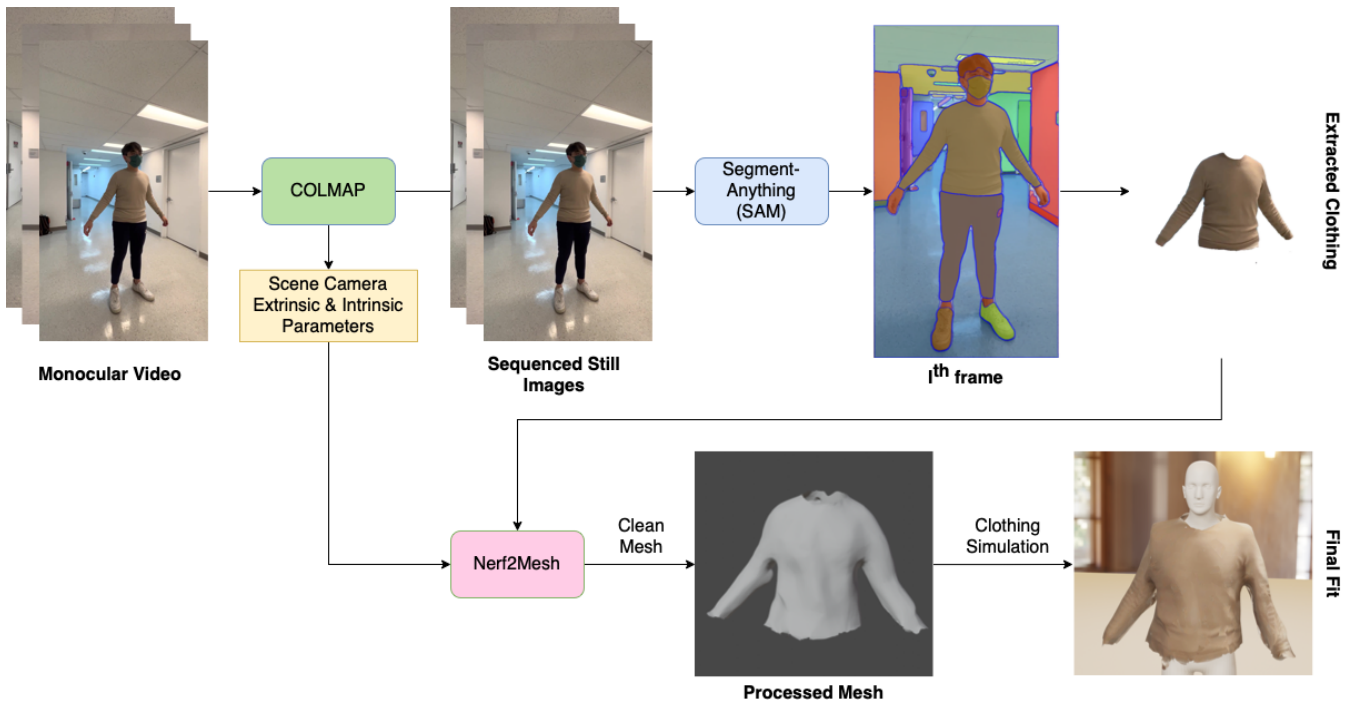 COLMAP
Segment-
Anything
(SAM)
Extracted Clothing
Scene Camera
Extrinsic & Intrinsic
Parameters
Monocular Video
Sequenced Still
Images
Ith frame
Nerf2Mesh
Clean
Mesh
Clothing
Simulation
Final Fit
Processed Mesh